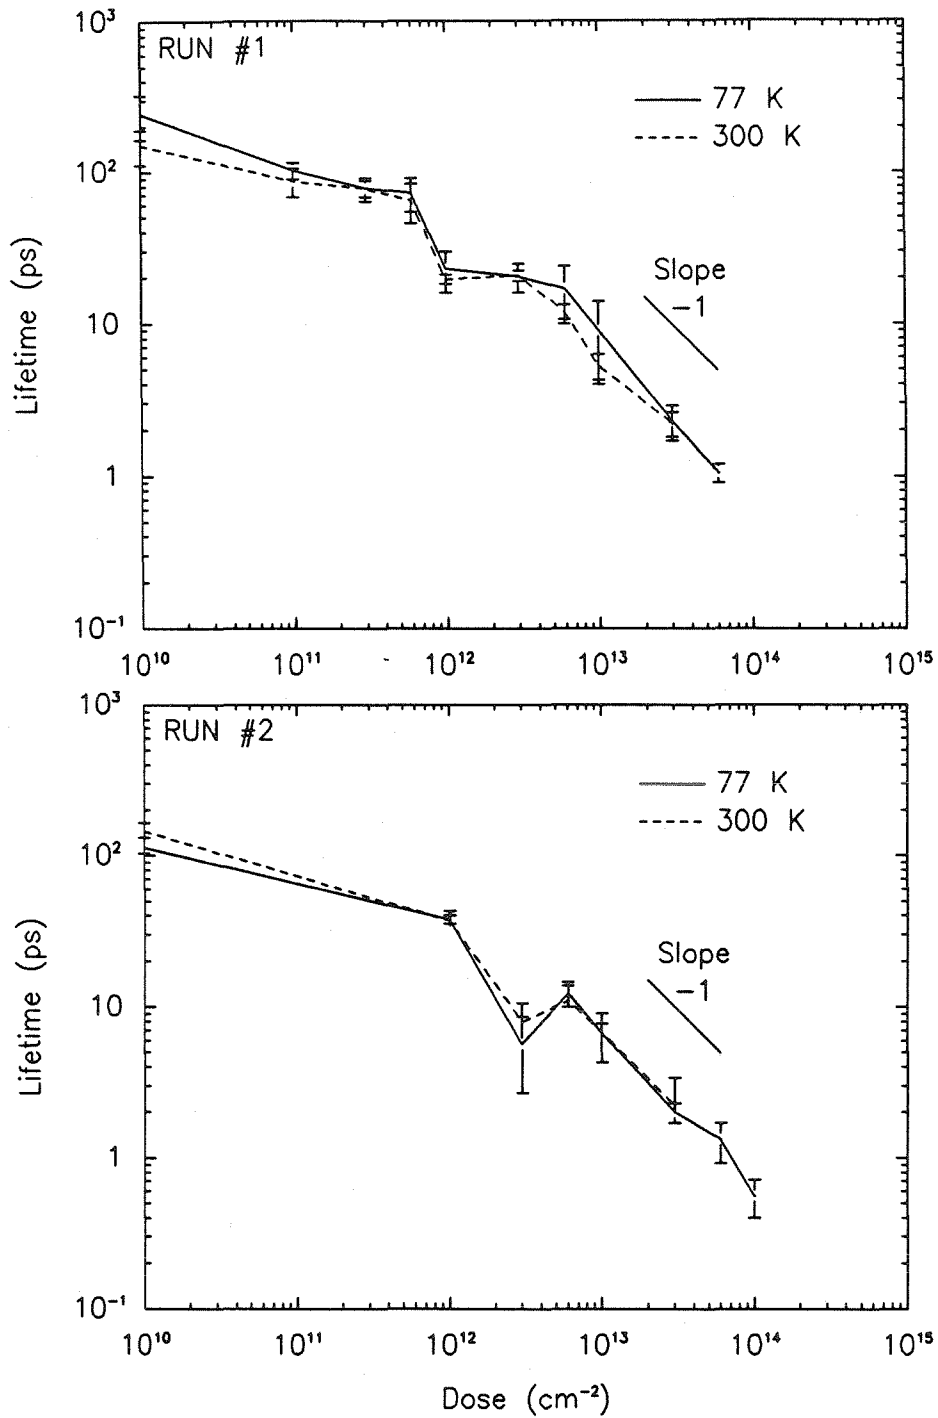 RUN #1
77 K
300 K
Slope
−1
Lifetime (ps)
10³
10²
10
1
10⁻¹
10¹⁰ 10¹¹ 10¹² 10¹³ 10¹⁴ 10¹⁵
RUN #2
77 K
300 K
Slope
−1
Lifetime (ps)
10³
10²
10
1
10⁻¹
10¹⁰ 10¹¹ 10¹² 10¹³ 10¹⁴ 10¹⁵
Dose (cm⁻²)